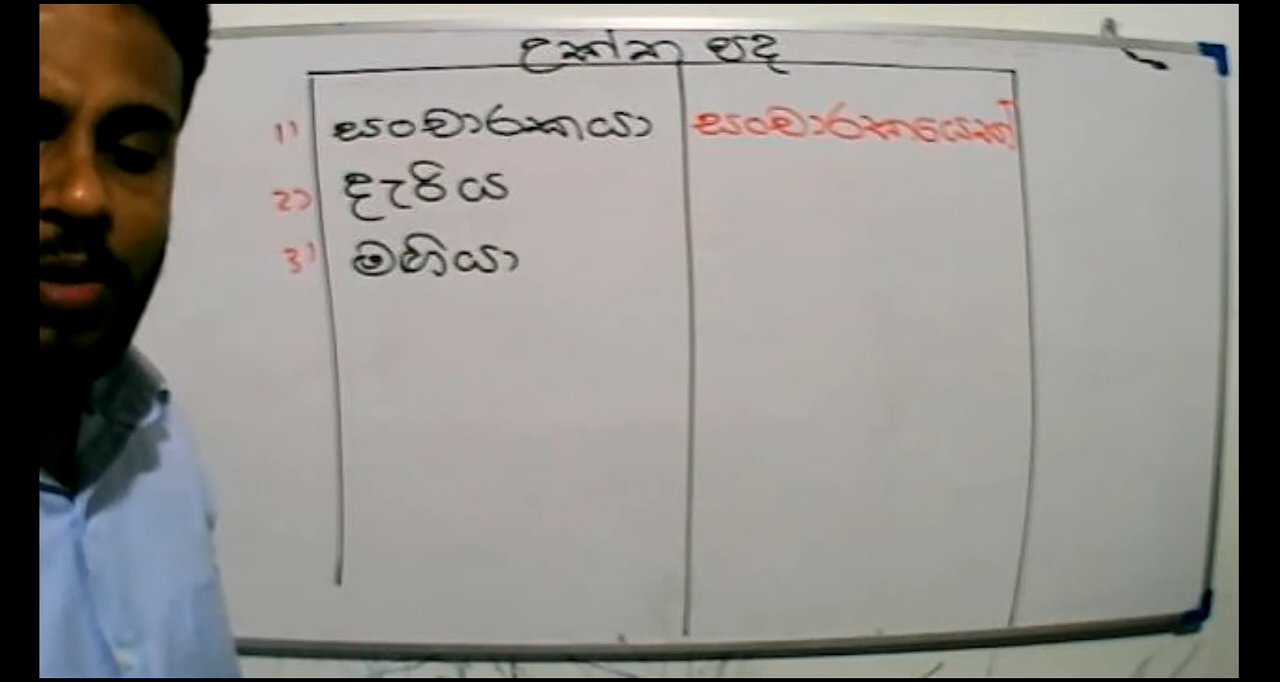 උක්ත පද
1) සංචාරකයා සංචාරකයෙක්
2) දැරිය
3) මහියා